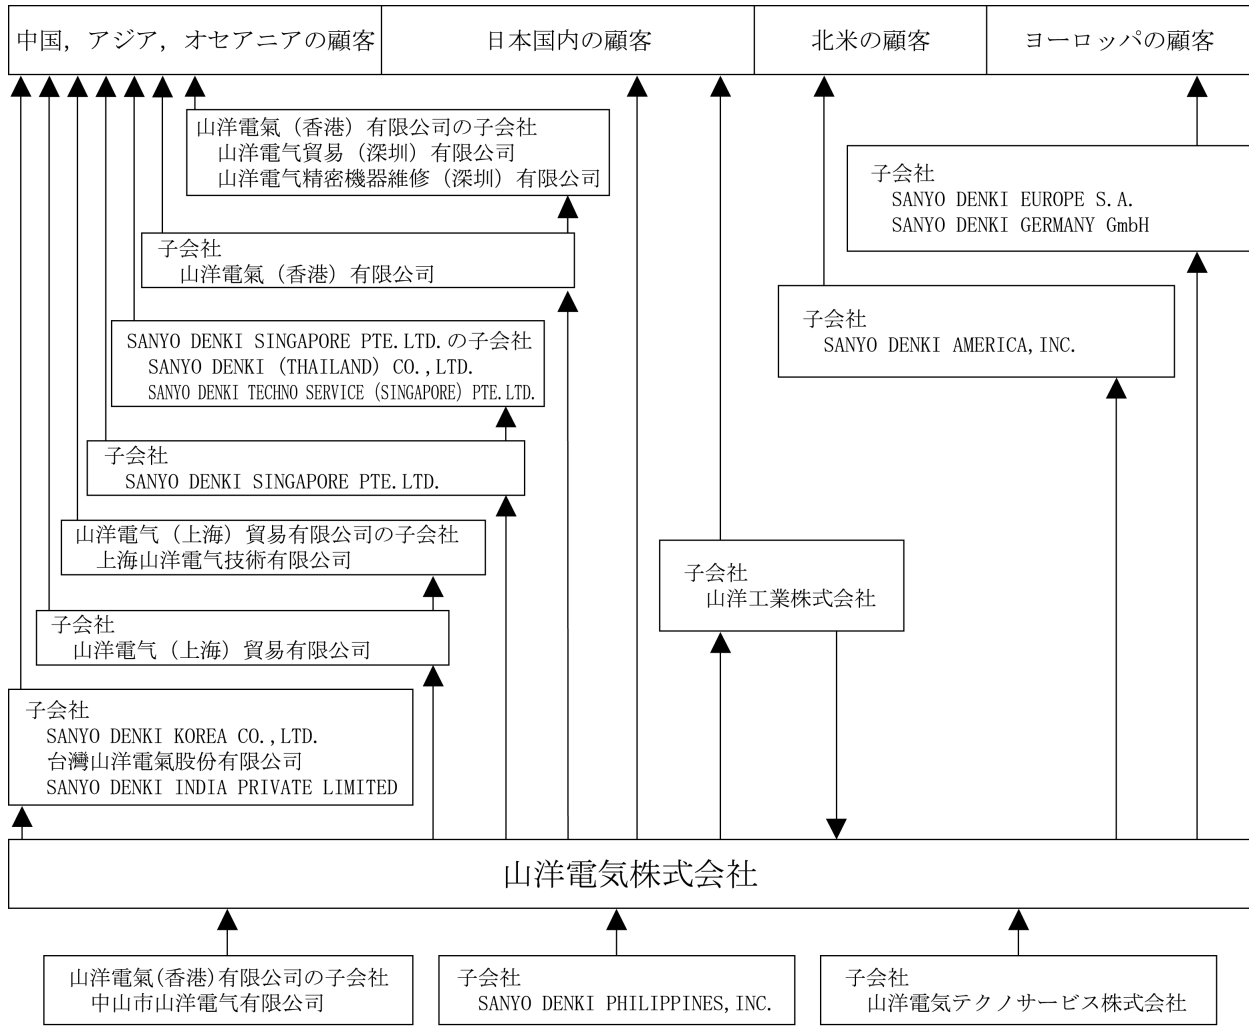 中国，アジア，オセアニアの顧客
日本国内の顧客
北米の顧客
ヨーロッパの顧客
山洋電氣（香港）有限公司の子会社
山洋電气貿易（深圳）有限公司
山洋電气精密機器維修（深圳）有限公司
子会社
SANYO DENKI EUROPE S.A.
SANYO DENKI GERMANY GmbH
子会社
山洋電氣（香港）有限公司
子会社
SANYO DENKI AMERICA,INC.
SANYO DENKI SINGAPORE PTE.LTD.の子会社
SANYO DENKI (THAILAND) CO.,LTD.
SANYO DENKI TECHNO SERVICE (SINGAPORE) PTE.LTD.
子会社
SANYO DENKI SINGAPORE PTE.LTD.
山洋電气（上海）貿易有限公司の子会社
上海山洋電气技術有限公司
子会社
山洋工業株式会社
子会社
山洋電气（上海）貿易有限公司
子会社
SANYO DENKI KOREA CO.,LTD.
台灣山洋電氣股份有限公司
SANYO DENKI INDIA PRIVATE LIMITED
山洋電気株式会社
山洋電氣(香港)有限公司の子会社
中山市山洋電气有限公司
子会社
SANYO DENKI PHILIPPINES,INC.
子会社
山洋電気テクノサービス株式会社